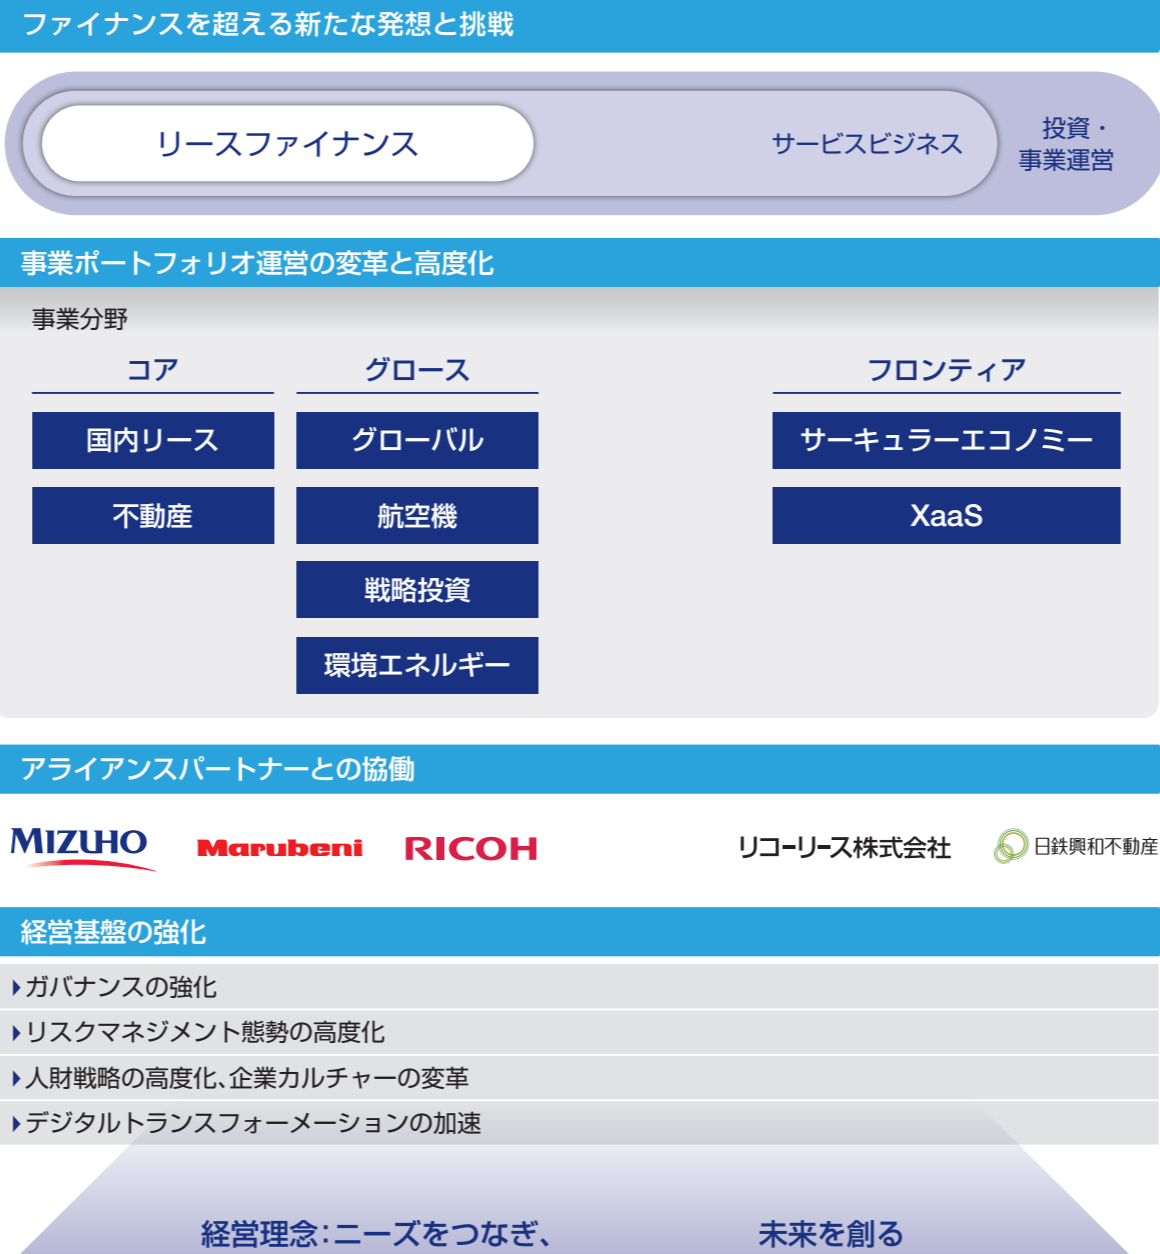 ファイナンスを超える新たな発想と挑戦
リースファイナンス
サービスビジネス
投資・
事業運営
事業ポートフォリオ運営の変革と高度化
事業分野
コア
グロース
フロンティア
国内リース
グローバル
サーキュラーエコノミー
不動産
航空機
XaaS
戦略投資
環境エネルギー
アライアンスパートナーとの協働
MIZUHO
Marubeni
RICOH
リコーリース株式会社
日鉄興和不動産
経営基盤の強化
ガバナンスの強化
リスクマネジメント態勢の高度化
人財戦略の高度化、企業カルチャーの変革
デジタルトランスフォーメーションの加速
経営理念：ニーズをつなぎ、 未来を創る